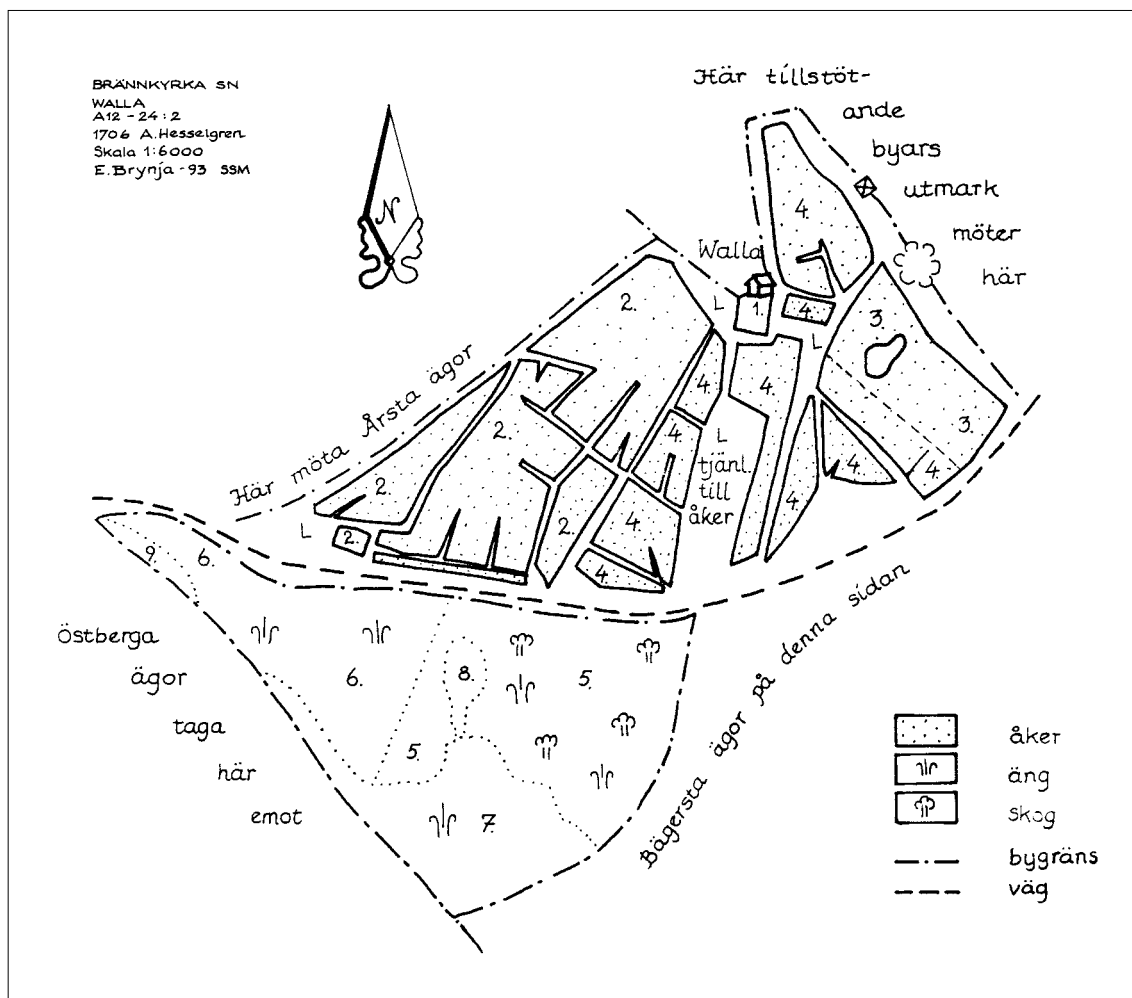 BRÄNNKYRKA SN
WALLA
A12 - 24:2
1706 A. Hesselgren
Skala 1:6000
E. Brynja - 93 SSM
N
Här tillstöt-
ande
byars
utmark
möter
här
Walla
4.
L
1.
4.
2.
3.
L
4.
4.
Här möta Årsta ägor
2.
4.
L
3.
2.
tjänl.
till
åker
4.
4.
4.
2.
4.
L
2.
2.
4.
9.
6.
Östberga
ägor
taga
här
emot
6.
8.
5.
5.
7.
Bägersta ägor på denna sidan
åker
äng
skog
bygräns
väg